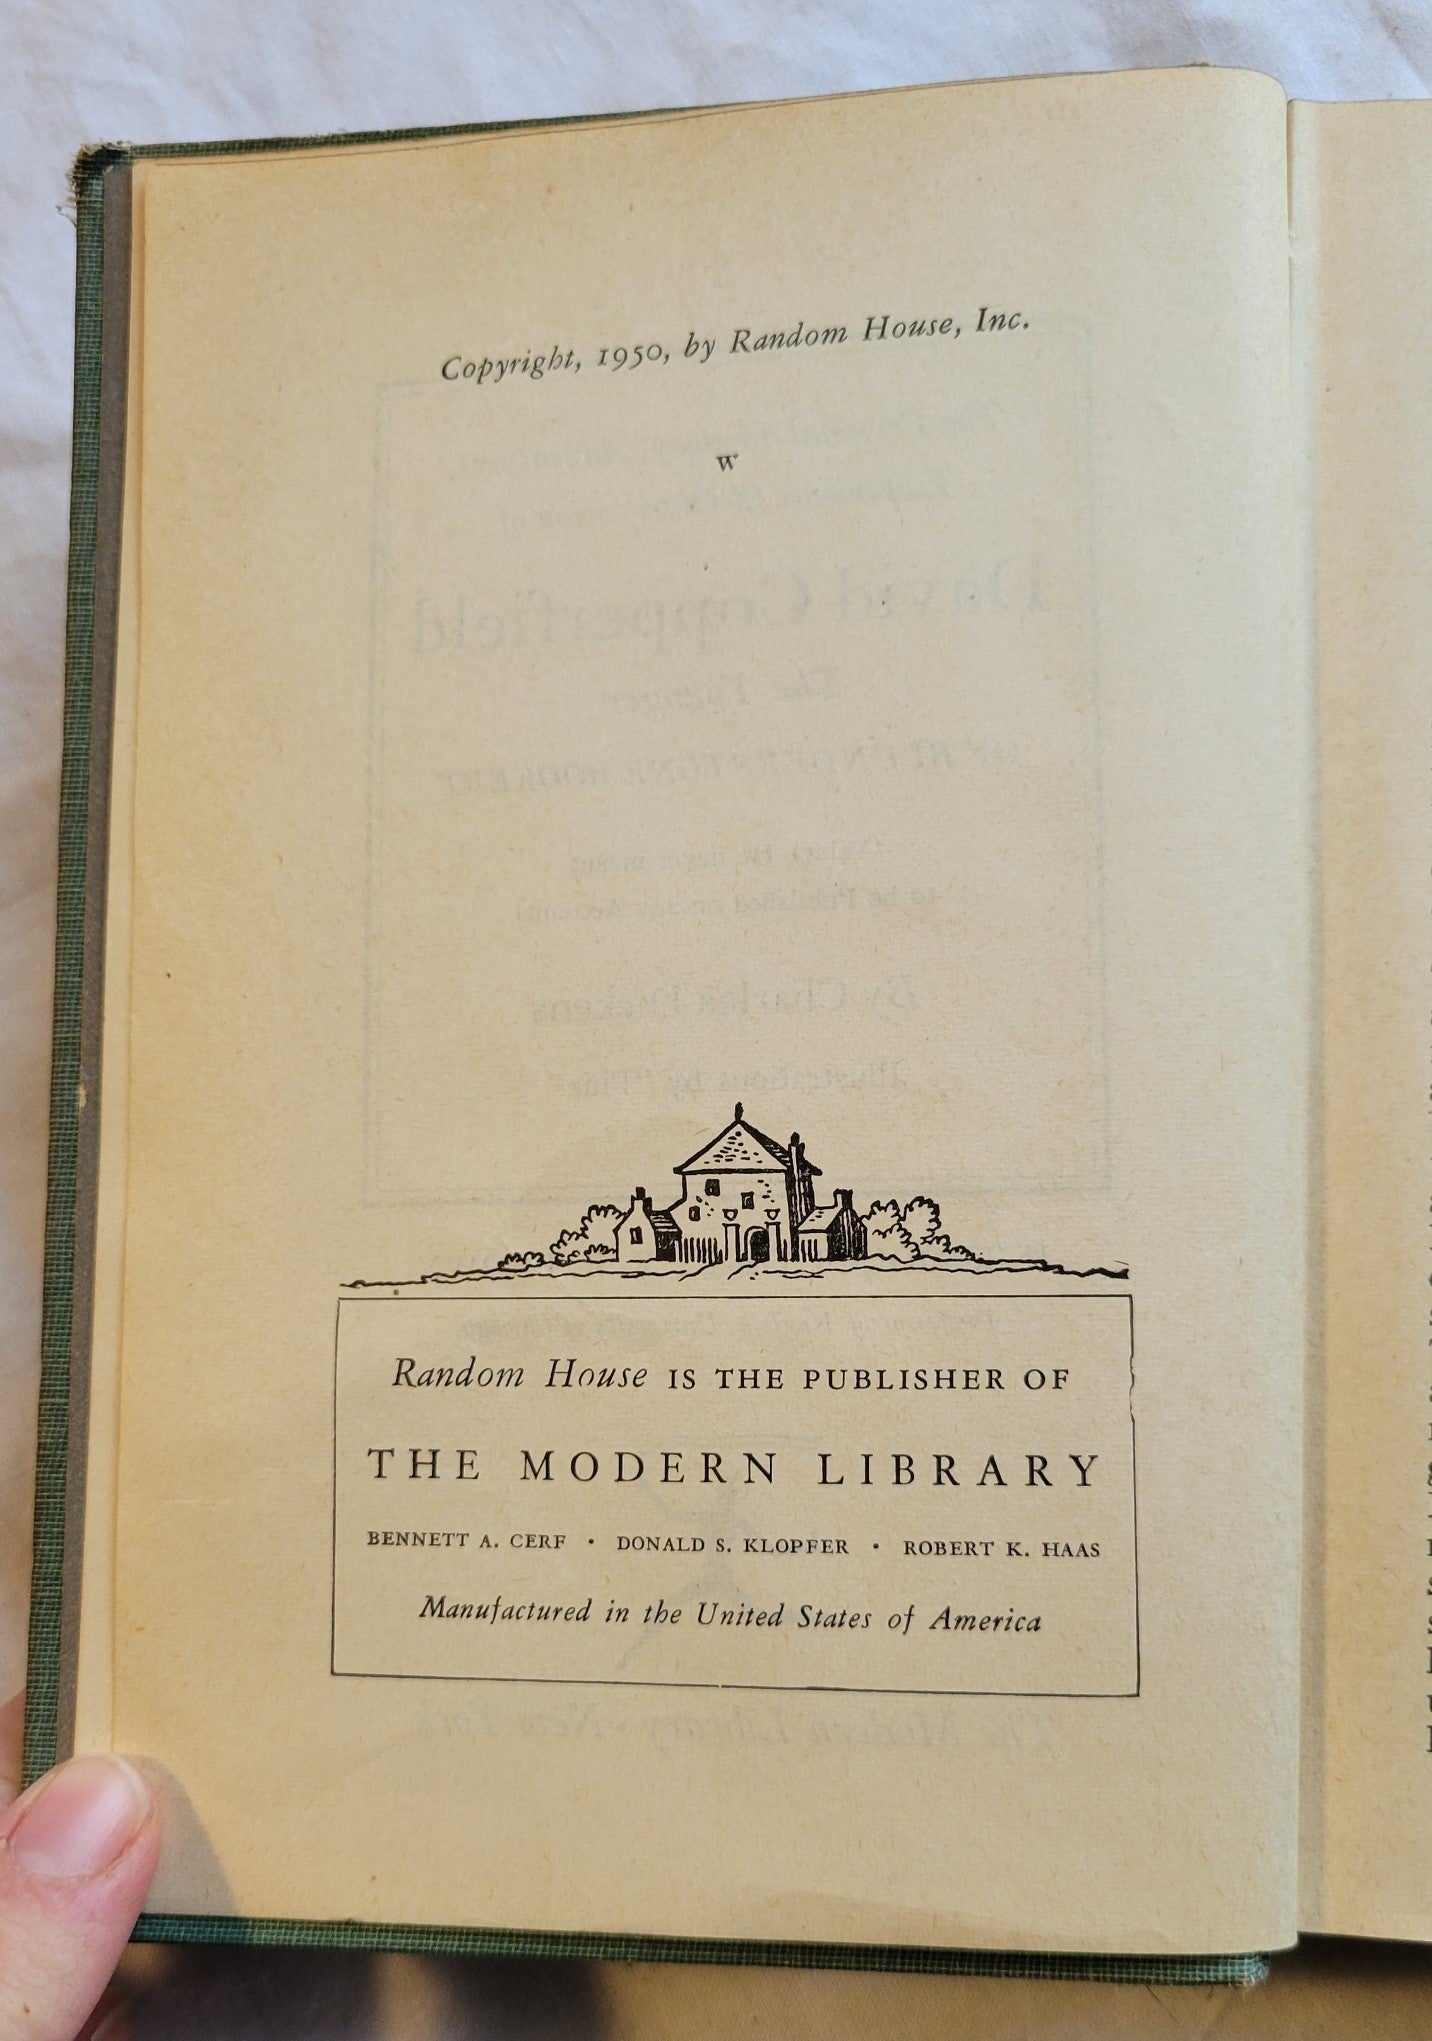 Copyright, 1950, by Random House, Inc.
W
Random House IS THE PUBLISHER OF
THE MODERN LIBRARY
BENNETT A. CERF • DONALD S. KLOPFER • ROBERT K. HAAS
Manufactured in the United States of America